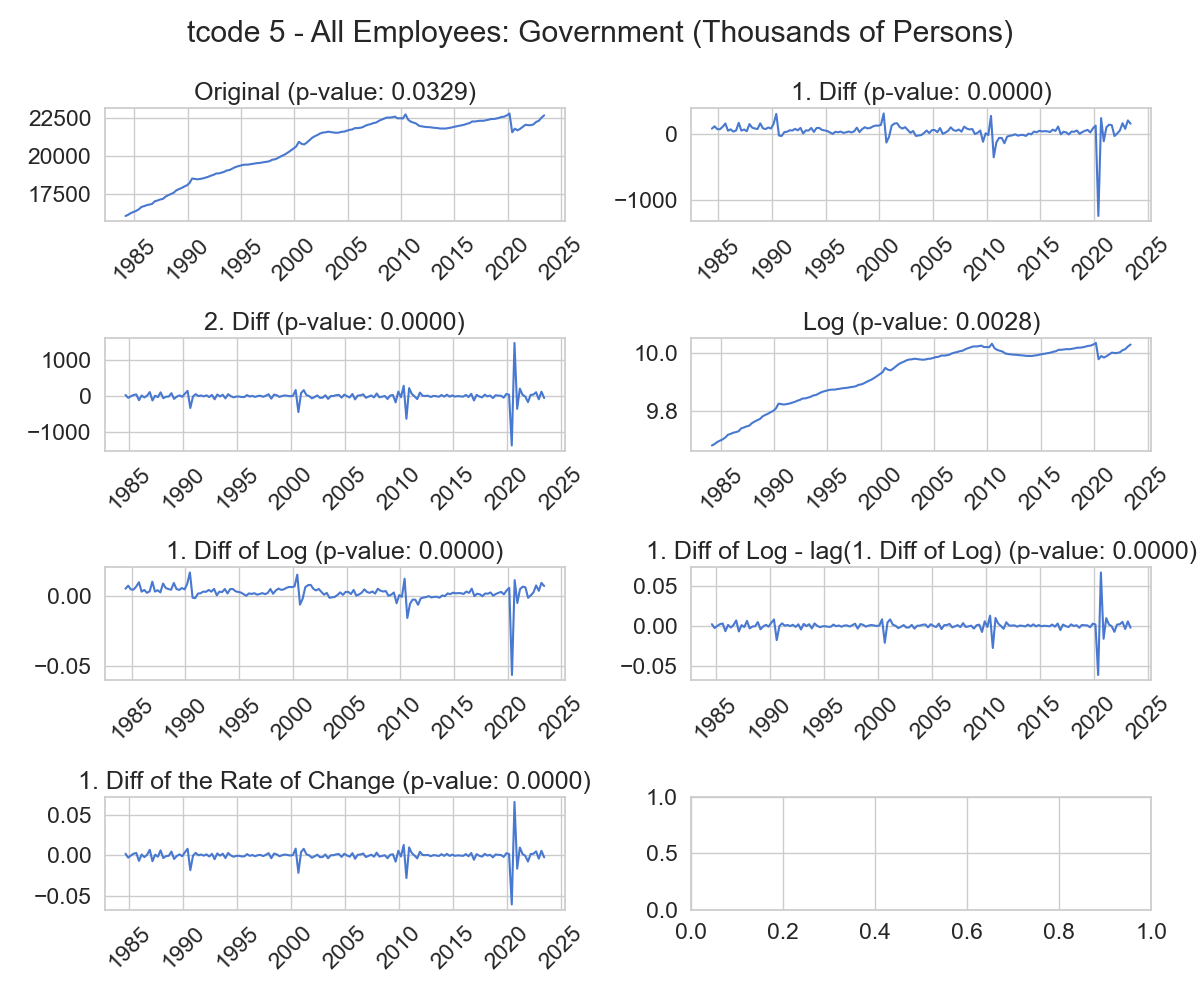 tcode 5 - All Employees: Government (Thousands of Persons)
Original (p-value: 0.0329)
22500
20000
17500
1985 1990 1995 2000 2005 2010 2015 2020 2025
1. Diff (p-value: 0.0000)
0
−1000
1985 1990 1995 2000 2005 2010 2015 2020 2025
2. Diff (p-value: 0.0000)
1000
0
−1000
1985 1990 1995 2000 2005 2010 2015 2020 2025
Log (p-value: 0.0028)
10.0
9.8
1985 1990 1995 2000 2005 2010 2015 2020 2025
1. Diff of Log (p-value: 0.0000)
0.00
−0.05
1985 1990 1995 2000 2005 2010 2015 2020 2025
1. Diff of Log - lag(1. Diff of Log) (p-value: 0.0000)
0.05
0.00
−0.05
1985 1990 1995 2000 2005 2010 2015 2020 2025
1. Diff of the Rate of Change (p-value: 0.0000)
0.05
0.00
−0.05
1985 1990 1995 2000 2005 2010 2015 2020 2025
1.0
0.5
0.0
0.0 0.2 0.4 0.6 0.8 1.0